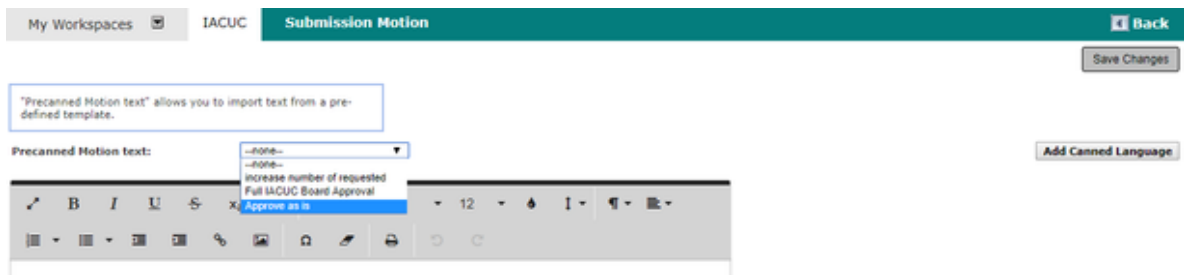 My Workspaces IACUC Submission Motion Back
Save Changes
"Precanned Motion text" allows you to import text from a pre-
defined template.
Precanned Motion text: --none-- Add Canned Language
--none--
increase number of requested
Full IACUC Board Approval
Approve as is
B I U S x 12 I ¶
Ω